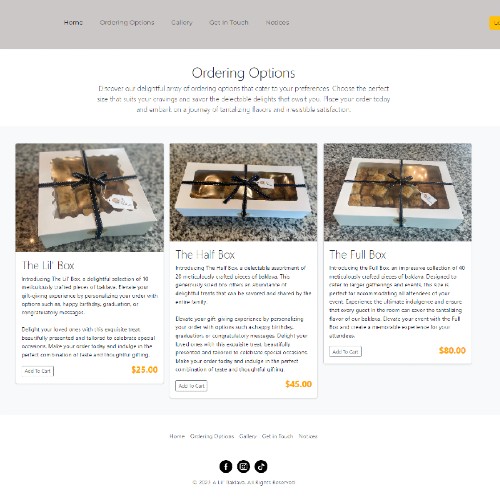 Home Ordering Options Gallery Get in Touch Notices
Ordering Options
Discover our delightful array of ordering options that cater to your preferences. Choose the perfect
size that suits your cravings and savor the delectable delights that await you. Place your order today
and embark on a journey of tantalizing flavors and irresistible satisfaction.
The Lil' Box
Introducing The Lil' Box: a delightful selection of 10
meticulously crafted pieces of baklava. Elevate your
gift-giving experience by personalizing your order with
options such as, happy birthday, graduation, or
congratulatory messages.
Delight your loved ones with this exquisite treat,
beautifully presented and tailored to celebrate special
occasions. Make your order today and indulge in the
perfect combination of taste and thoughtful gifting.
Add To Cart
$25.00
The Half Box
Introducing The Half Box: a delectable assortment of
20 meticulously crafted pieces of baklava. This
generously sized box offers an abundance of
delightful treats that can be savored and shared by the
entire family.
Elevate your gift-giving experience by personalizing
your order with options such as happy birthday,
graduation, or congratulatory messages. Delight your
loved ones with this exquisite treat, beautifully
presented and tailored to celebrate special occasions.
Make your order today and indulge in the perfect
combination of taste and thoughtful gifting.
Add To Cart
$45.00
The Full Box
Introducing the Full Box, an impressive collection of 40
meticulously crafted pieces of baklava. Designed to
cater to larger gatherings and events, this size is
perfect for accommodating all of your attendees.
event. Experience the ultimate indulgence and ensure
that every guest in the room can savor the tantalizing
flavor of our baklava. Elevate your event with the Full
Box and create a memorable experience for your
attendees.
Add To Cart
$80.00
Home Ordering Options Gallery Get in Touch Notices
© 2023 A Lil' Baklava. All Rights Reserved